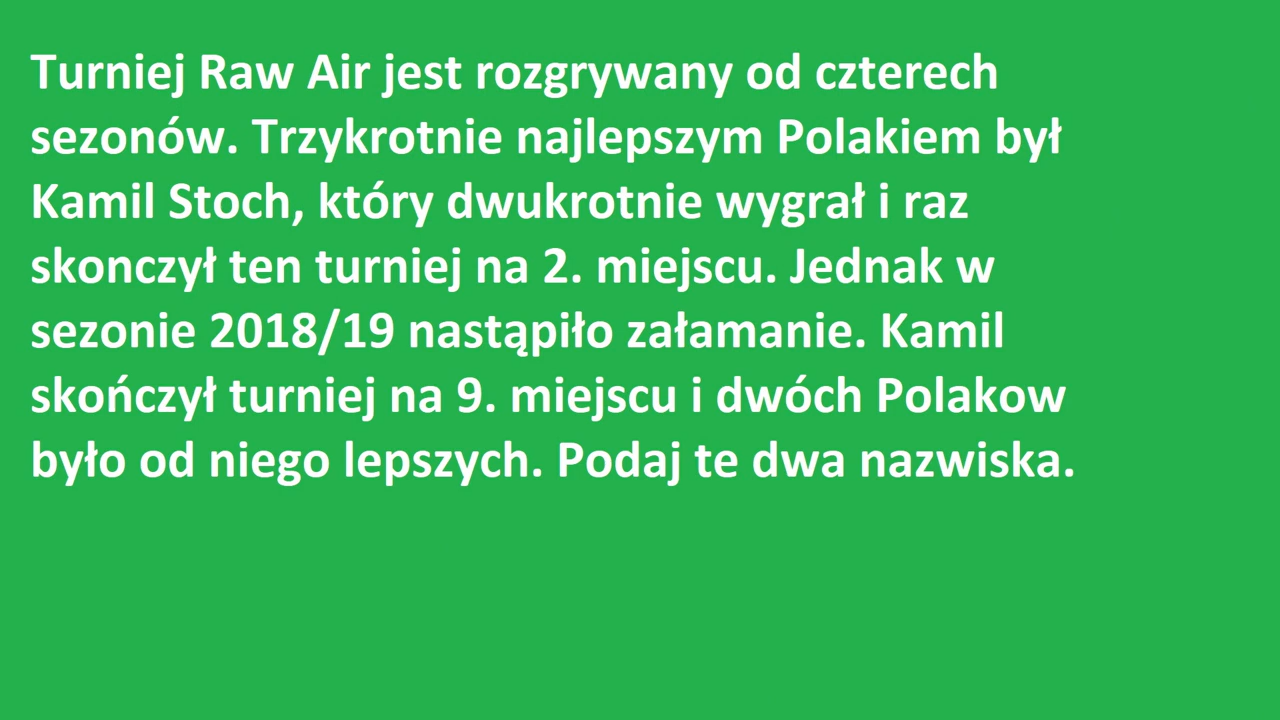 Turniej Raw Air jest rozgrywany od czterech
sezonów. Trzykrotnie najlepszym Polakiem był
Kamil Stoch, który dwukrotnie wygrał i raz
skonczył ten turniej na 2. miejscu. Jednak w
sezonie 2018/19 nastąpiło załamanie. Kamil
skończył turniej na 9. miejscu i dwóch Polakow
było od niego lepszych. Podaj te dwa nazwiska.